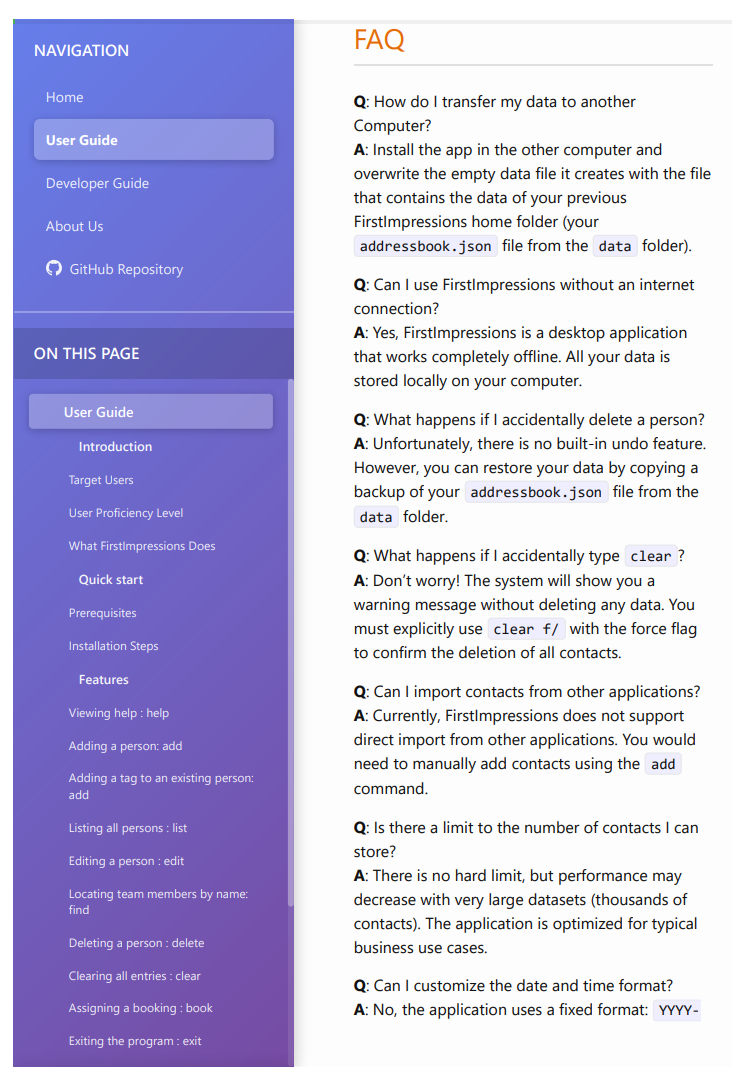 NAVIGATION
Home
User Guide
Developer Guide
About Us
GitHub Repository
ON THIS PAGE
User Guide
Introduction
Target Users
User Proficiency Level
What FirstImpressions Does
Quick start
Prerequisites
Installation Steps
Features
Viewing help : help
Adding a person: add
Adding a tag to an existing person:
add
Listing all persons : list
Editing a person : edit
Locating team members by name:
find
Deleting a person : delete
Clearing all entries : clear
Assigning a booking : book
Exiting the program : exit
FAQ
Q: How do I transfer my data to another
Computer?
A: Install the app in the other computer and
overwrite the empty data file it creates with the file
that contains the data of your previous
FirstImpressions home folder (your
addressbook.json file from the data folder).
Q: Can I use FirstImpressions without an internet
connection?
A: Yes, FirstImpressions is a desktop application
that works completely offline. All your data is
stored locally on your computer.
Q: What happens if I accidentally delete a person?
A: Unfortunately, there is no built-in undo feature.
However, you can restore your data by copying a
backup of your addressbook.json file from the
data folder.
Q: What happens if I accidentally type clear ?
A: Don't worry! The system will show you a
warning message without deleting any data. You
must explicitly use clear f/ with the force flag
to confirm the deletion of all contacts.
Q: Can I import contacts from other applications?
A: Currently, FirstImpressions does not support
direct import from other applications. You would
need to manually add contacts using the add
command.
Q: Is there a limit to the number of contacts I can
store?
A: There is no hard limit, but performance may
decrease with very large datasets (thousands of
contacts). The application is optimized for typical
business use cases.
Q: Can I customize the date and time format?
A: No, the application uses a fixed format: YYYY-